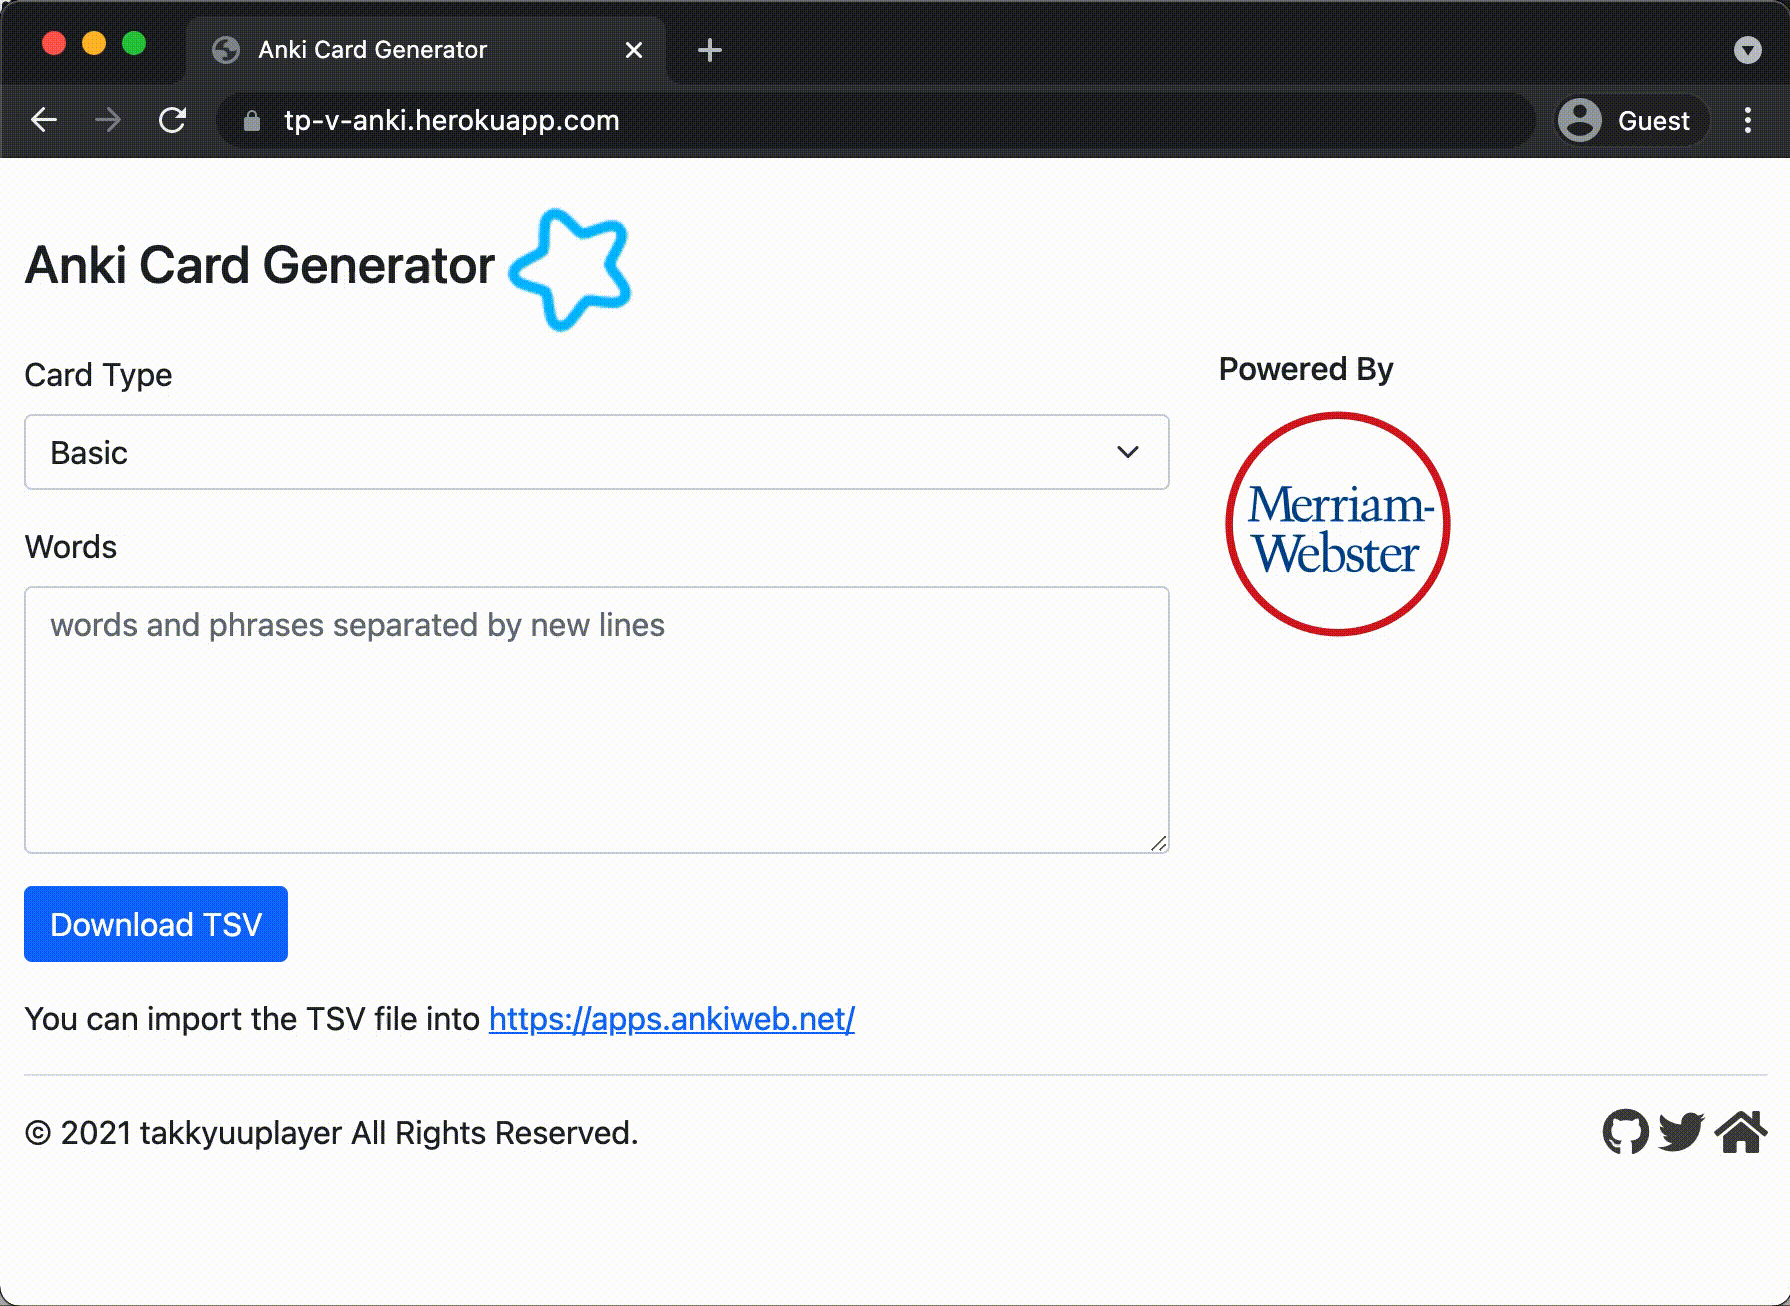 Anki Card Generator
tp-v-anki.herokuapp.com
Guest
Anki Card Generator
Card Type
Basic
Words
words and phrases separated by new lines
Download TSV
You can import the TSV file into https://apps.ankiweb.net/
Powered By
Merriam-
Webster
© 2021 takkyuuplayer All Rights Reserved.